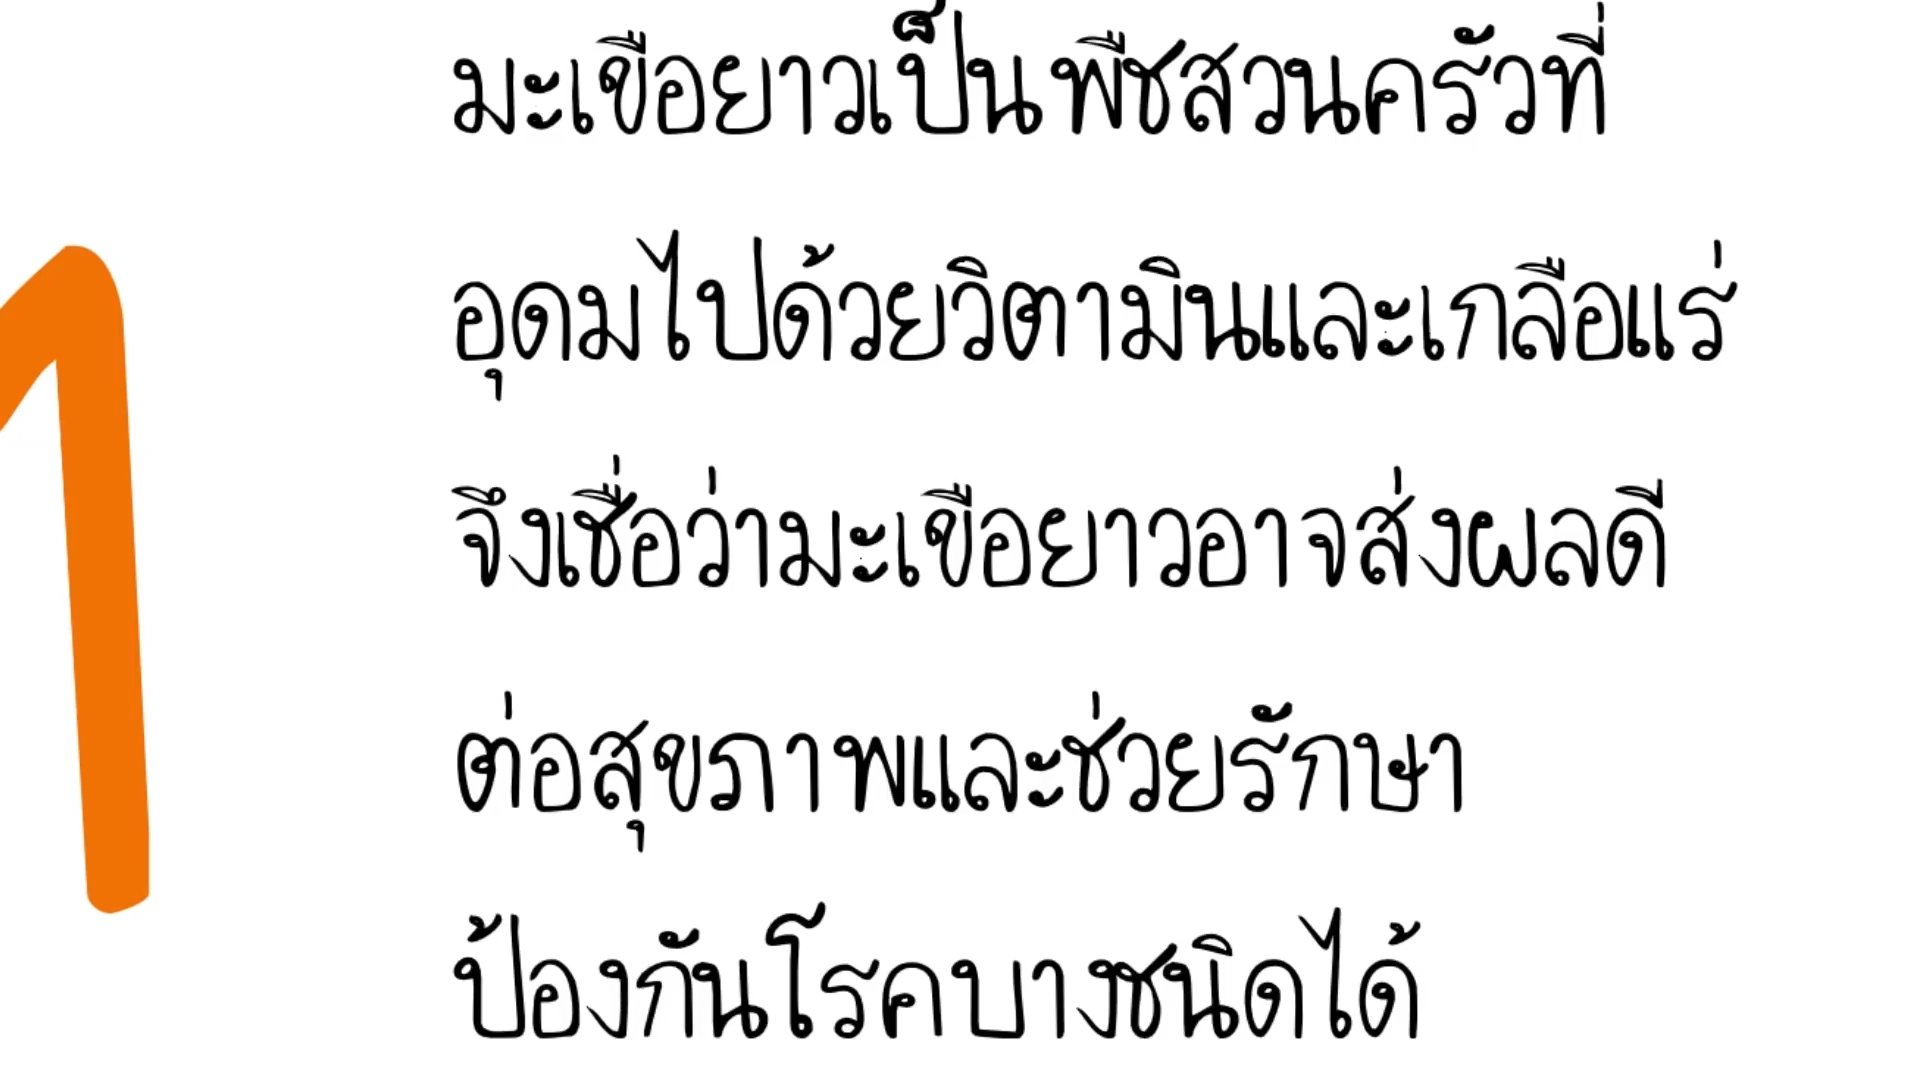 มะเขือยาวเป็นพืชสวนครัวที่
อุดมไปด้วยวิตามินและเกลือแร่
จึงเชื่อว่ามะเขือยาวอาจส่งผลดี
ต่อสุขภาพและช่วยรักษา
ป้องกันโรคบางชนิดได้